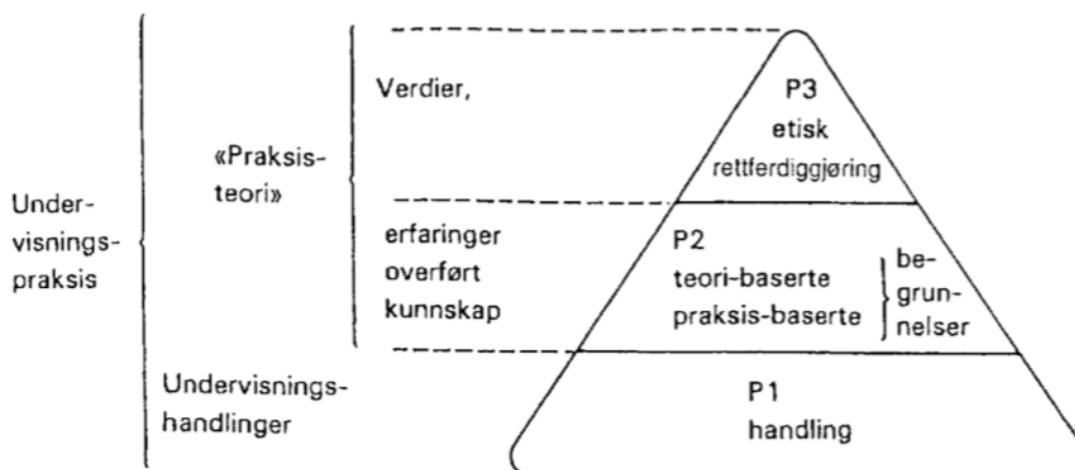 Under-
visnings-
praksis
«Praksis-
teori»
Undervisnings-
handlinger
Verdier,
erfaringer
overført
kunnskap
P3
etisk
rettferdiggjøring
P2
teori-baserte
praksis-baserte
be-
grun-
nelser
P1
handling